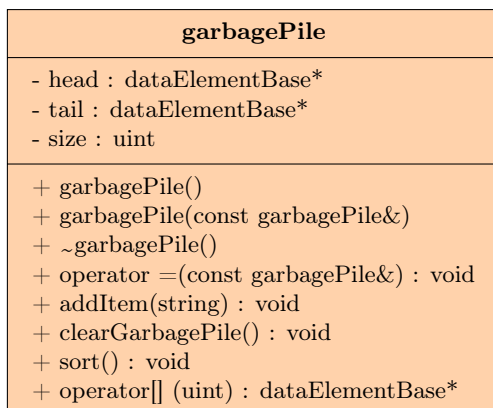 garbagePile
- head : dataElementBase*
- tail : dataElementBase*
- size : uint
+ garbagePile()
+ garbagePile(const garbagePile&)
+ ~garbagePile()
+ operator =(const garbagePile&) : void
+ addItem(string) : void
+ clearGarbagePile() : void
+ sort() : void
+ operator[] (uint) : dataElementBase*